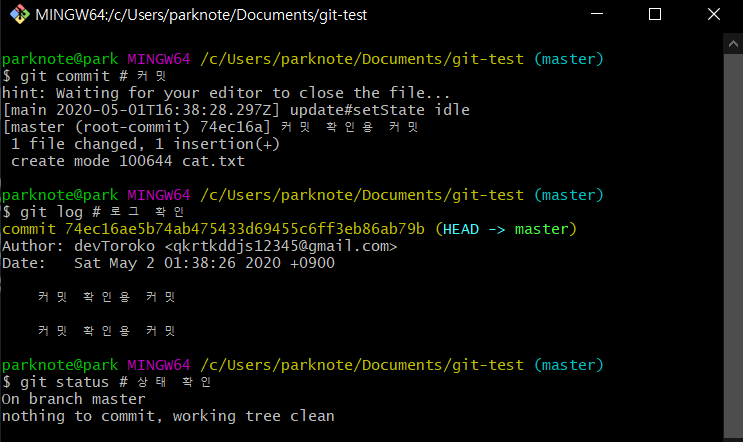 MINGW64:/c/Users/parknote/Documents/git-test
parknote@park MINGW64 /c/Users/parknote/Documents/git-test (master)
$ git commit # 커밋
hint: Waiting for your editor to close the file...
[main 2020-05-01T16:38:28.297Z] update#setState idle
[master (root-commit) 74ec16a] 커밋 확인용 커밋
 1 file changed, 1 insertion(+)
 create mode 100644 cat.txt
parknote@park MINGW64 /c/Users/parknote/Documents/git-test (master)
$ git log # 로그 확인
commit 74ec16ae5b74ab475433d69455c6ff3eb86ab79b (HEAD -> master)
Author: devToroko <qkrtkddjs12345@gmail.com>
Date:   Sat May 2 01:38:26 2020 +0900
    커밋 확인용 커밋
    커밋 확인용 커밋
parknote@park MINGW64 /c/Users/parknote/Documents/git-test (master)
$ git status # 상태 확인
On branch master
nothing to commit, working tree clean